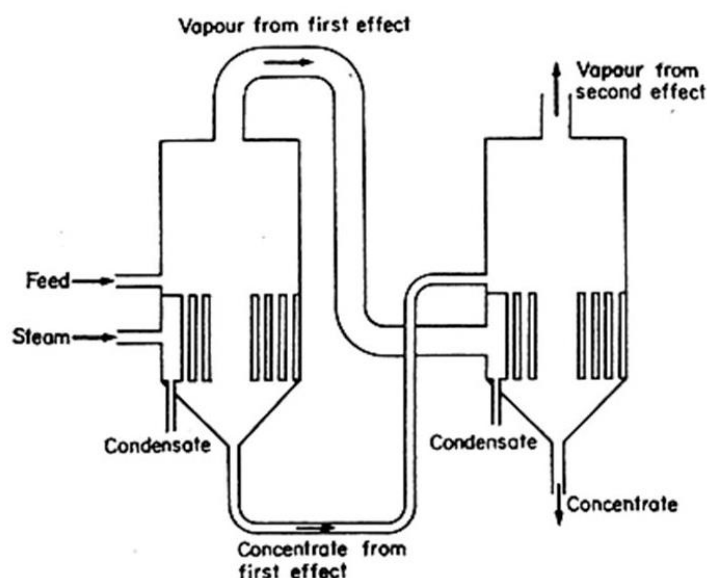 Vapour from first effect
Vapour from
second effect
Feed
Steam
Condensate
Condensate
Concentrate
Concentrate from
first effect